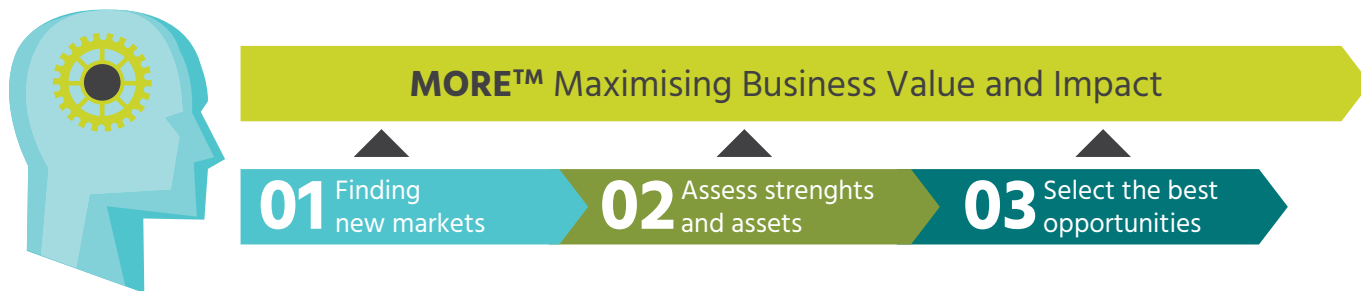 MORE™ Maximising Business Value and Impact
01 Finding
new markets
02 Assess strenghts
and assets
03 Select the best
opportunities